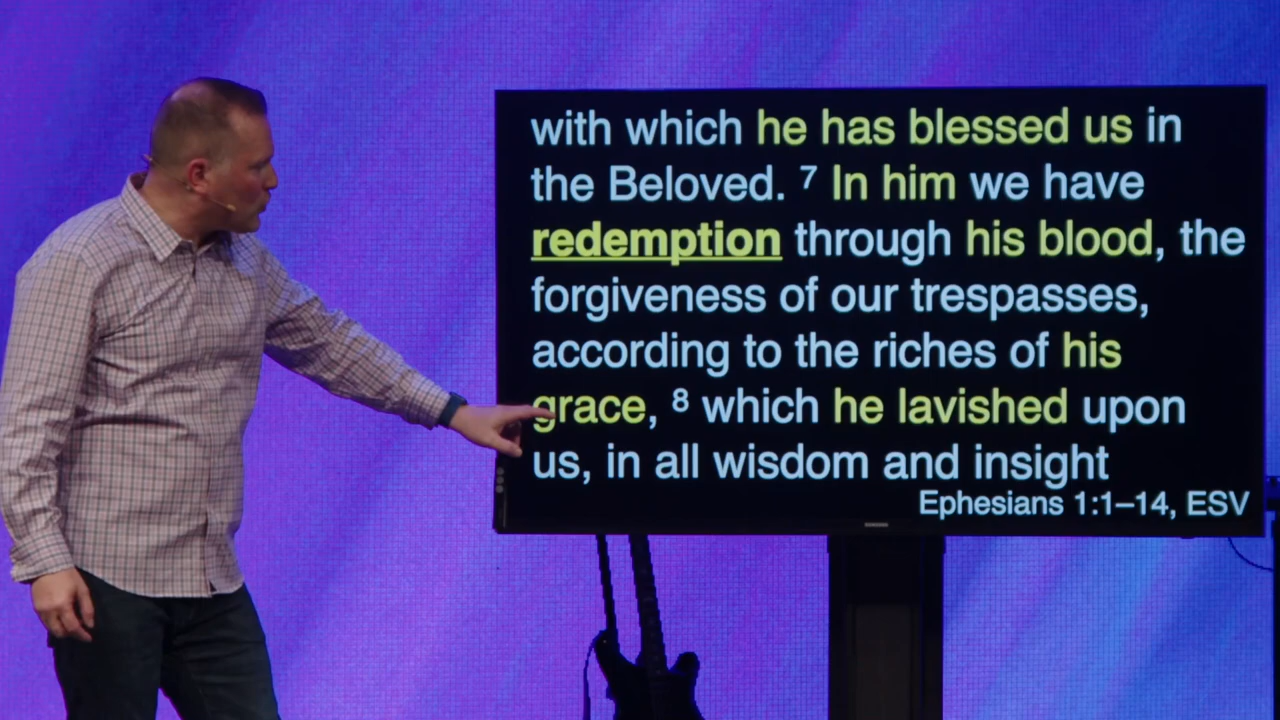 with which he has blessed us in
the Beloved. 7 In him we have
redemption through his blood, the
forgiveness of our trespasses,
according to the riches of his
grace, 8 which he lavished upon
us, in all wisdom and insight
Ephesians 1:1–14, ESV